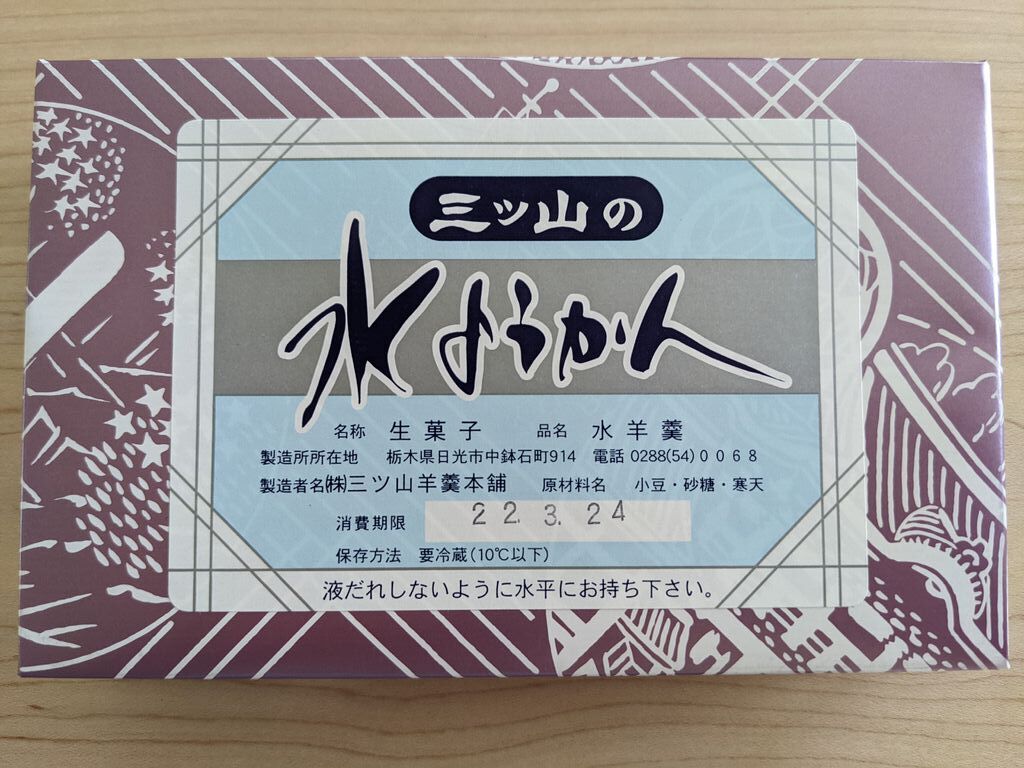 三ツ山の
水ようかん
名称 生菓子 品名 水羊羹
製造所所在地 栃木県日光市中鉢石町914 電話 0288(54)0068
製造者名㈱三ツ山羊羹本舗 原材料名 小豆・砂糖・寒天
消費期限 22.3.24
保存方法 要冷蔵(10℃以下)
液だれしないように水平にお持ち下さい。